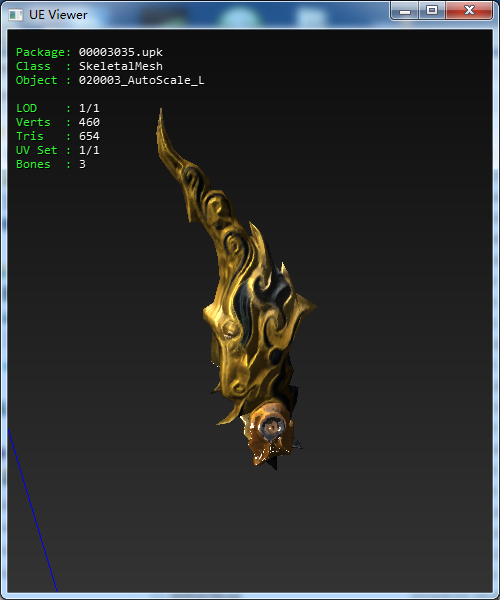 UE Viewer
Package: 00003035.upk
Class : SkeletalMesh
Object : 020003_AutoScale_L
LOD : 1/1
Verts : 460
Tris : 654
UV Set : 1/1
Bones : 3